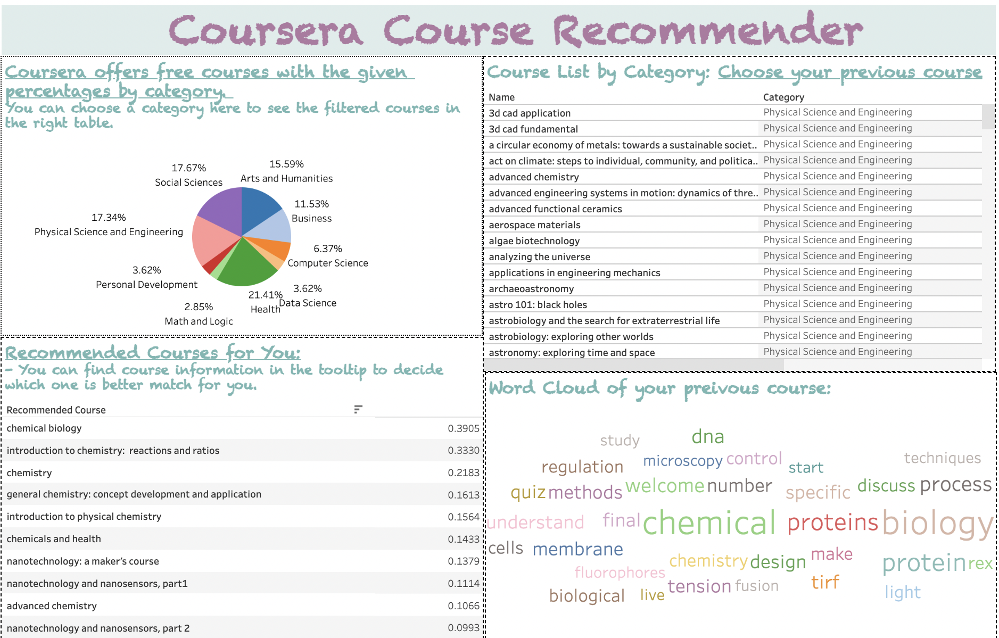 Coursera Course Recommender
Coursera offers free courses with the given
percentages by category.
You can choose a category here to see the filtered courses in
the right table.
17.67%
Social Sciences
15.59%
Arts and Humanities
11.53%
Business
17.34%
Physical Science and Engineering
6.37%
Computer Science
3.62%
Personal Development
3.62%
Data Science
21.41%
Health
2.85%
Math and Logic
Course List by Category: Choose your previous course
Name Category
3d cad application Physical Science and Engineering
3d cad fundamental Physical Science and Engineering
a circular economy of metals: towards a sustainable societ.. Physical Science and Engineering
act on climate: steps to individual, community, and politica.. Physical Science and Engineering
advanced chemistry Physical Science and Engineering
advanced engineering systems in motion: dynamics of thre.. Physical Science and Engineering
advanced functional ceramics Physical Science and Engineering
aerospace materials Physical Science and Engineering
algae biotechnology Physical Science and Engineering
analyzing the universe Physical Science and Engineering
applications in engineering mechanics Physical Science and Engineering
archaeoastronomy Physical Science and Engineering
astro 101: black holes Physical Science and Engineering
astrobiology and the search for extraterrestrial life Physical Science and Engineering
astrobiology: exploring other worlds Physical Science and Engineering
astronomy: exploring time and space Physical Science and Engineering
Recommended Courses for You:
- You can find course information in the tooltip to decide
which one is better match for you.
Recommended Course
chemical biology 0.3905
introduction to chemistry:  reactions and ratios 0.3330
chemistry 0.2183
general chemistry: concept development and application 0.1613
introduction to physical chemistry 0.1564
chemicals and health 0.1433
nanotechnology: a maker's course 0.1379
nanotechnology and nanosensors, part1 0.1114
advanced chemistry 0.1066
nanotechnology and nanosensors, part 2 0.0993
Word Cloud of your preivous course:
study dna
regulation microscopy control start techniques
quiz methods welcome number specific discuss process
understand final chemical proteins biology
cells membrane chemistry design make protein rex
fluorophores tension fusion tirf
biological live light